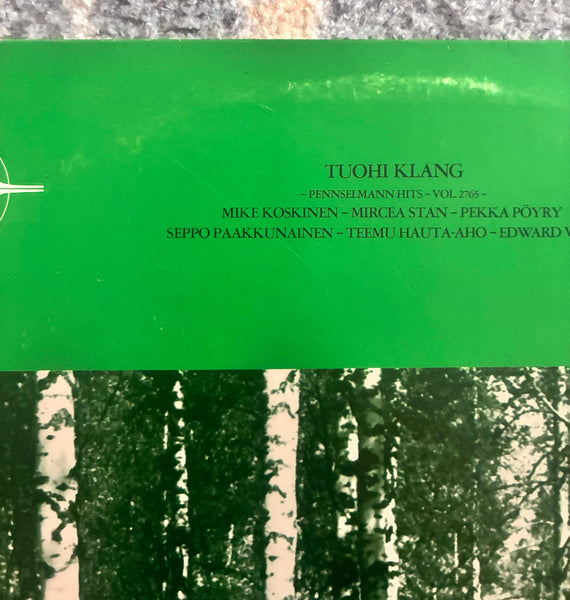 TUOHI KLANG
– PENNSELMANN HITS – VOL 2765 –
MIKE KOSKINEN – MIRCEA STAN – PEKKA PÖYRY
SEPPO PAAKKUNAINEN – TEEMU HAUTA-AHO – EDWARD